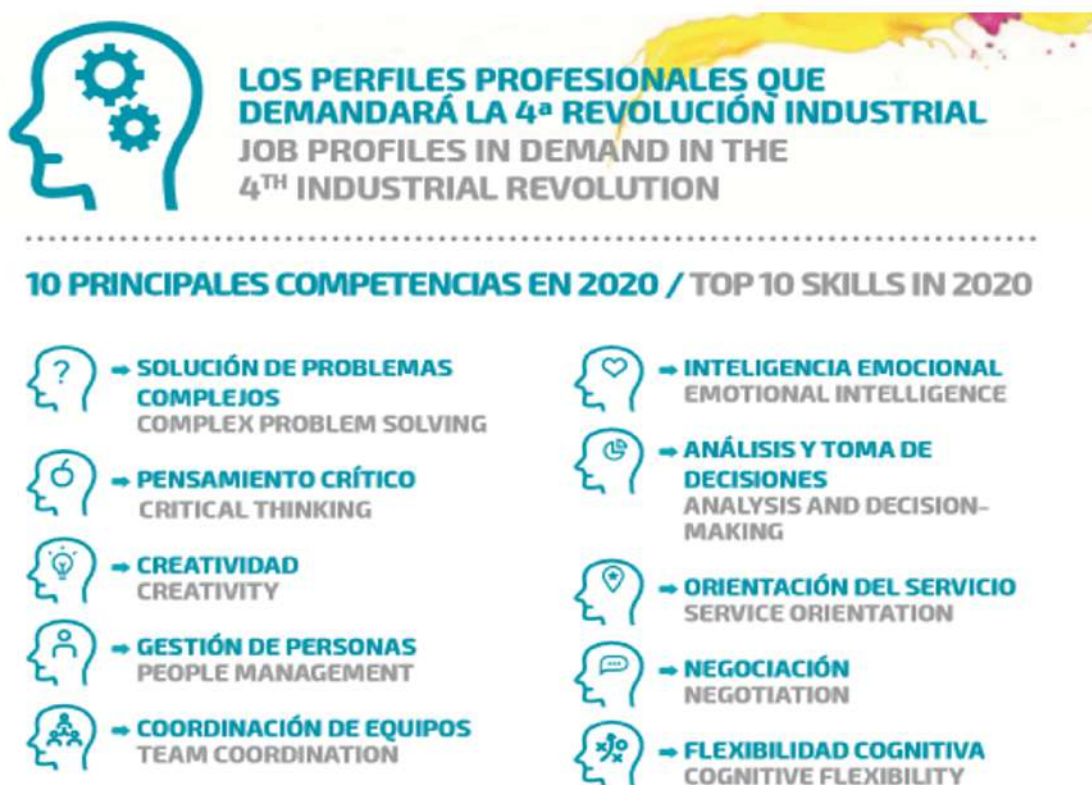 LOS PERFILES PROFESIONALES QUE
DEMANDARÁ LA 4ª REVOLUCIÓN INDUSTRIAL
JOB PROFILES IN DEMAND IN THE
4TH INDUSTRIAL REVOLUTION
10 PRINCIPALES COMPETENCIAS EN 2020 / TOP 10 SKILLS IN 2020
SOLUCIÓN DE PROBLEMAS
COMPLEJOS
COMPLEX PROBLEM SOLVING
PENSAMIENTO CRÍTICO
CRITICAL THINKING
CREATIVIDAD
CREATIVITY
GESTIÓN DE PERSONAS
PEOPLE MANAGEMENT
COORDINACIÓN DE EQUIPOS
TEAM COORDINATION
INTELIGENCIA EMOCIONAL
EMOTIONAL INTELLIGENCE
ANÁLISIS Y TOMA DE
DECISIONES
ANALYSIS AND DECISION-
MAKING
ORIENTACIÓN DEL SERVICIO
SERVICE ORIENTATION
NEGOCIACIÓN
NEGOTIATION
FLEXIBILIDAD COGNITIVA
COGNITIVE FLEXIBILITY